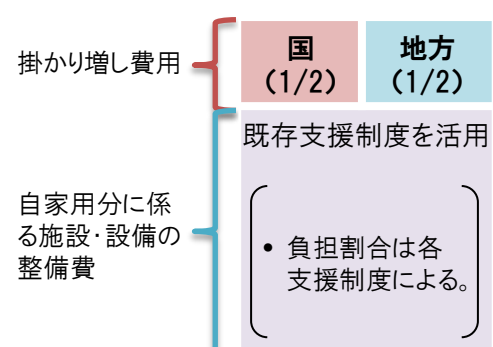 掛かり増し費用
国
(1/2)
地方
(1/2)
既存支援制度を活用
自家用分に係
る施設・設備の
整備費
• 負担割合は各
支援制度による。